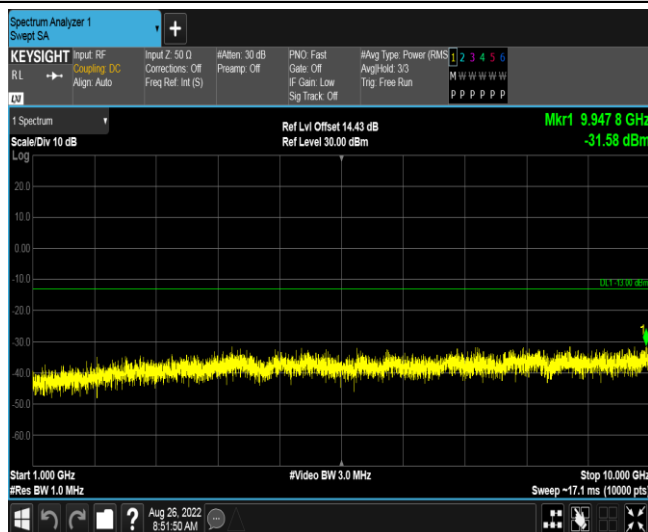 Spectrum Analyzer 1
Swept SA
+
KEYSIGHT Input: RF Input Z: 50 Ω #Atten: 30 dB PNO: Fast #Avg Type: Power (RMS 1 2 3 4 5 6
RL Coupling: DC Corrections: Off Preamp: Off Gate: Off Avg|Hold: 3/3 M W W W W W
Align: Auto Freq Ref: Int (S) IF Gain: Low Trig: Free Run
Sig Track: Off P P P P P P
LXI
1 Spectrum Ref Lvl Offset 14.43 dB Mkr1 9.947 8 GHz
Scale/Div 10 dB Ref Level 30.00 dBm -31.58 dBm
Log
20.0
10.0
0.00
-10.0
DL1 -13.00 dBm
-20.0
-30.0
1
-40.0
-50.0
-60.0
Start 1.000 GHz #Video BW 3.0 MHz Stop 10.000 GHz
#Res BW 1.0 MHz Sweep ~17.1 ms (10000 pts)
? Aug 26, 2022
8:51:50 AM